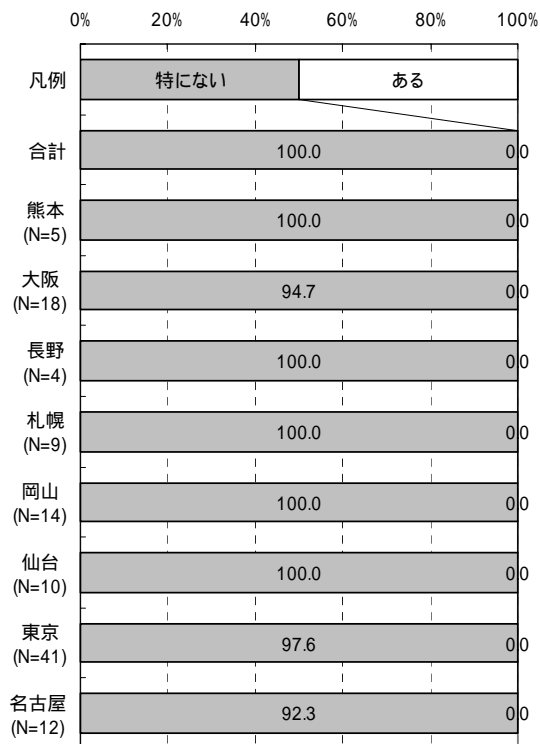 0% 20% 40% 60% 80% 100%
凡例 特にない ある
合計 100.0 0.0
熊本
(N=5) 100.0 0.0
大阪
(N=18) 94.7 0.0
長野
(N=4) 100.0 0.0
札幌
(N=9) 100.0 0.0
岡山
(N=14) 100.0 0.0
仙台
(N=10) 100.0 0.0
東京
(N=41) 97.6 0.0
名古屋
(N=12) 92.3 0.0